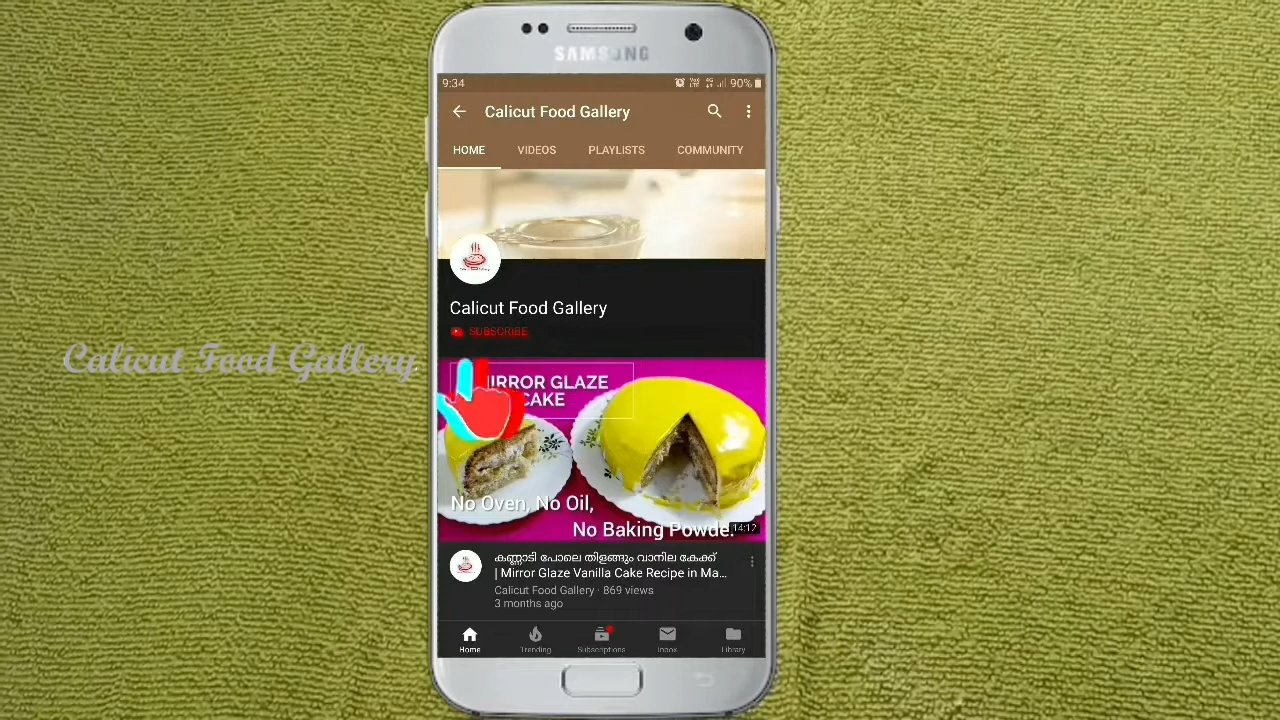 SAMSUNG
9:34
90%
Calicut Food Gallery
HOME
VIDEOS
PLAYLISTS
COMMUNITY
Calicut Food Gallery
SUBSCRIBE
Calicut Food Gallery
IRROR GLAZE
CAKE
No Oven, No Oil,
No Baking Powde
14:12
കണ്ണാടി പോലെ തിളങ്ങും വാനില കേക്ക്
| Mirror Glaze Vanilla Cake Recipe in Ma...
Calicut Food Gallery · 869 views
3 months ago
Home
Trending
Subscriptions
Inbox
Library